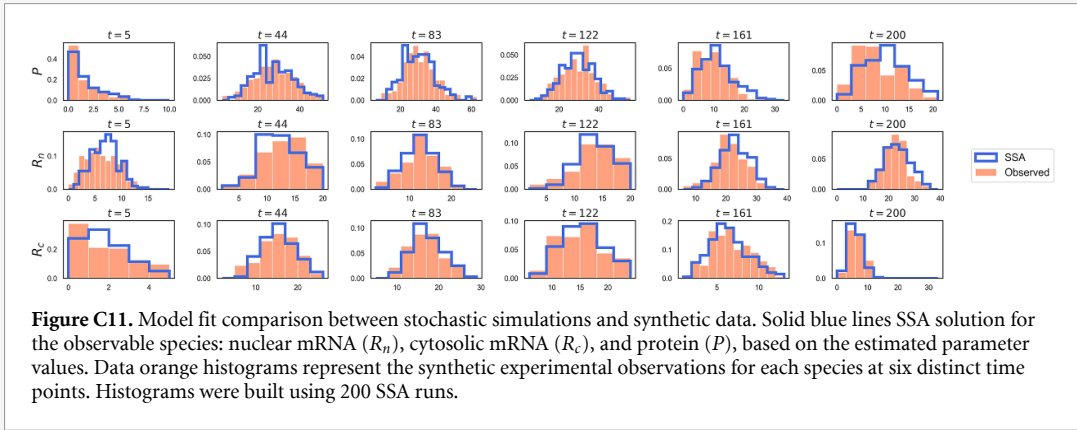 t = 5 t = 44 t = 83 t = 122 t = 161 t = 200
P
0.4 0.2 0.0
0.050 0.025 0.000
0.075 0.050 0.025 0.000
0.050 0.025 0.000
0.05 0.00
0.05 0.00
0.0 2.5 5.0 7.5 10.0
20 40
20 40 60
20 40
0 10 20 30
0 5 10 15 20
t = 5 t = 44 t = 83 t = 122 t = 161 t = 200
Rn
0.1 0.0
0.10 0.05 0.00
0.10 0.05 0.00
0.10 0.05 0.00
0.05 0.00
0.05 0.00
0 5 10 15
5 10 15 20
10 20
5 10 15 20
10 20 30 40
0 10 20 30 40
SSA
Observed
t = 5 t = 44 t = 83 t = 122 t = 161 t = 200
Rc
0.2 0.0
0.10 0.05 0.00
0.10 0.05 0.00
0.05 0.00
0.2 0.1 0.0
0.1 0.0
0 2 4
10 20
10 20 30
10 15 20
5 10
0 10 20 30
Figure C11. Model fit comparison between stochastic simulations and synthetic data. Solid blue lines SSA solution for
the observable species: nuclear mRNA (Rn), cytosolic mRNA (Rc), and protein (P), based on the estimated parameter
values. Data orange histograms represent the synthetic experimental observations for each species at six distinct time
points. Histograms were built using 200 SSA runs.